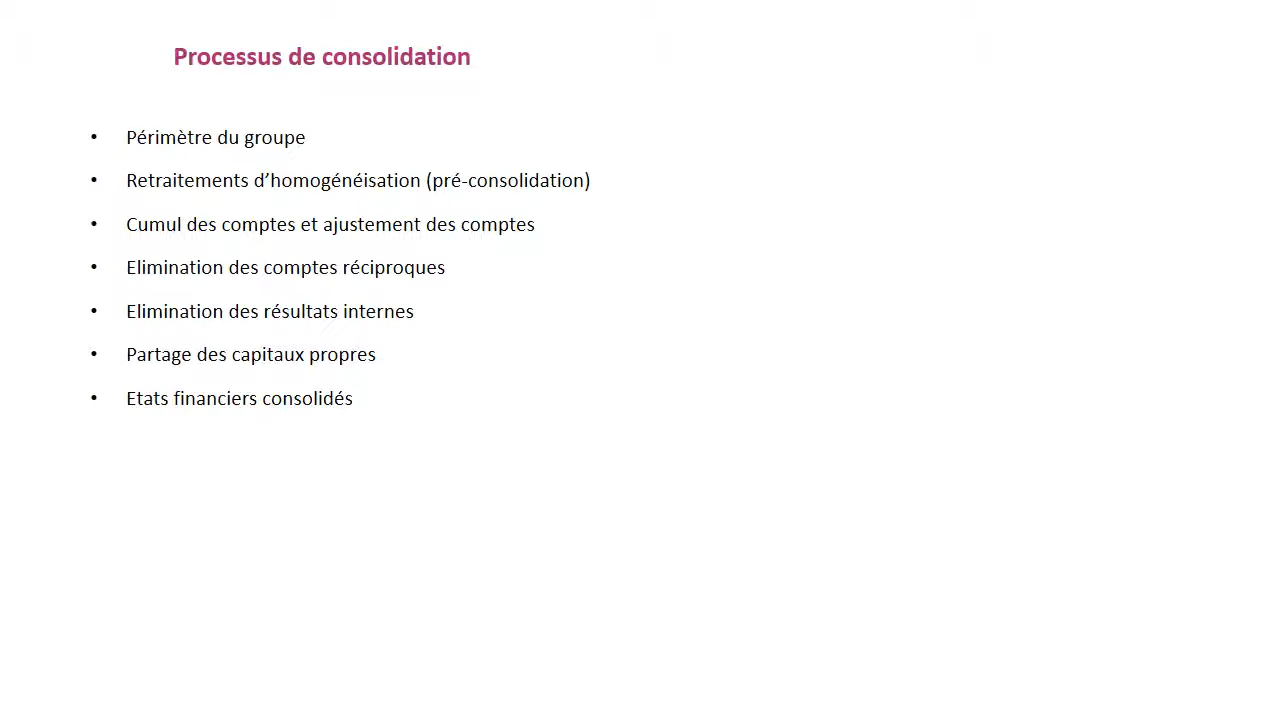 Processus de consolidation
• Périmètre du groupe
• Retraitements d’homogénéisation (pré-consolidation)
• Cumul des comptes et ajustement des comptes
• Elimination des comptes réciproques
• Elimination des résultats internes
• Partage des capitaux propres
• Etats financiers consolidés